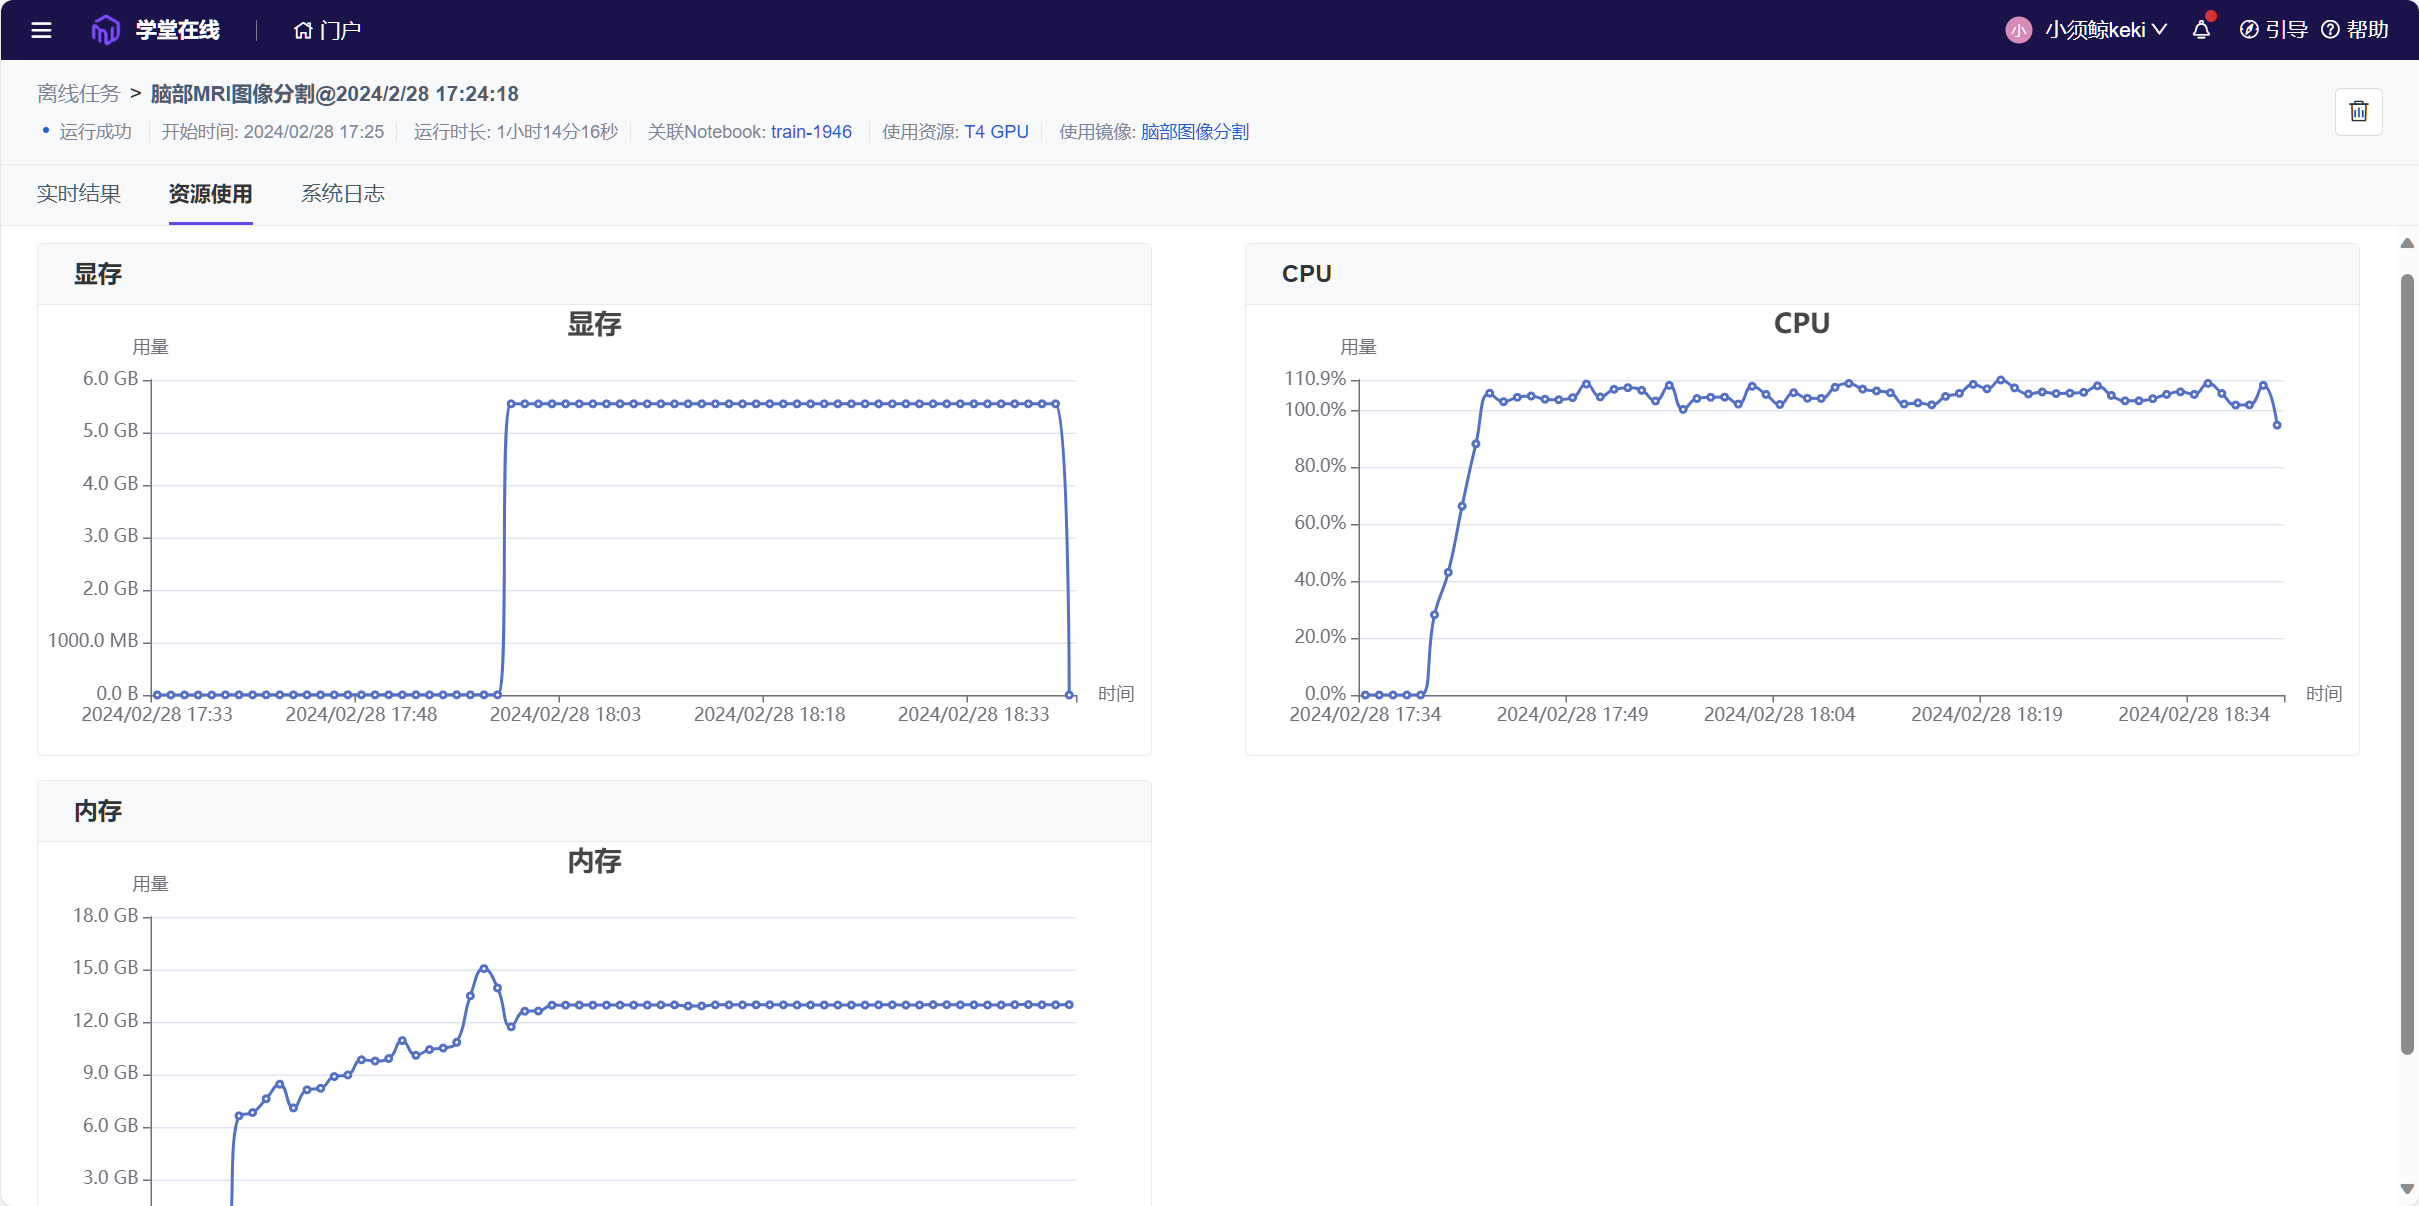 学堂在线
门户
小 小须鲸keki
引导
帮助
离线任务 > 脑部MRI图像分割@2024/2/28 17:24:18
运行成功
开始时间: 2024/02/28 17:25
运行时长: 1小时14分16秒
关联Notebook: train-1946
使用资源: T4 GPU
使用镜像: 脑部图像分割
实时结果
资源使用
系统日志
显存
显存
用量
6.0 GB
5.0 GB
4.0 GB
3.0 GB
2.0 GB
1000.0 MB
0.0 B
时间
2024/02/28 17:33
2024/02/28 17:48
2024/02/28 18:03
2024/02/28 18:18
2024/02/28 18:33
CPU
CPU
用量
110.9%
100.0%
80.0%
60.0%
40.0%
20.0%
0.0%
时间
2024/02/28 17:34
2024/02/28 17:49
2024/02/28 18:04
2024/02/28 18:19
2024/02/28 18:34
内存
内存
用量
18.0 GB
15.0 GB
12.0 GB
9.0 GB
6.0 GB
3.0 GB